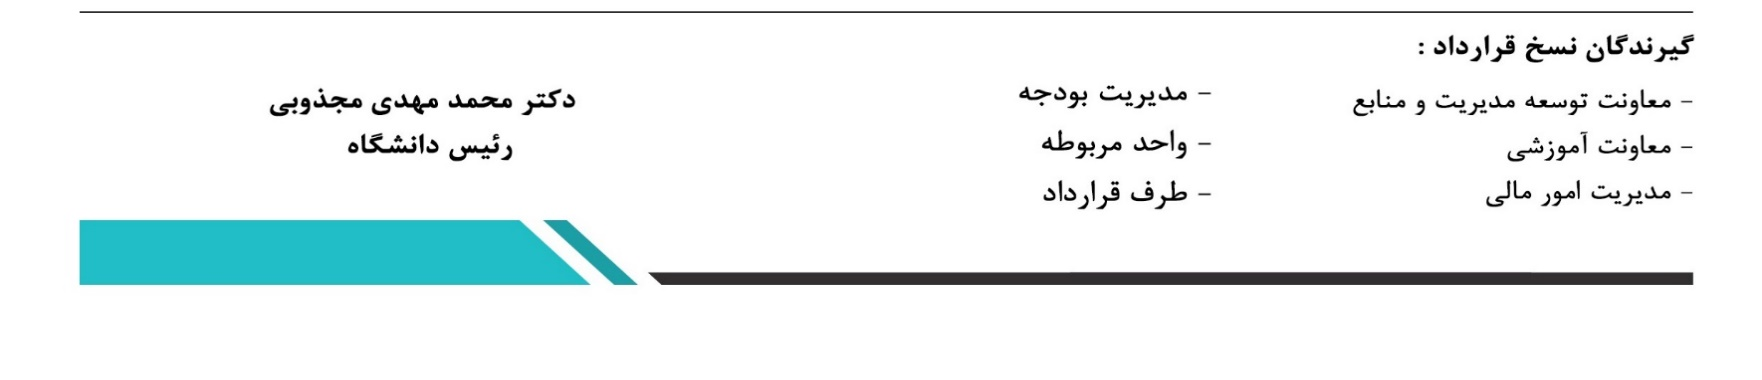 گیرندگان نسخ قرارداد :
- معاونت توسعه مدیریت و منابع
- معاونت آموزشی
- مدیریت امور مالی
- مدیریت بودجه
- واحد مربوطه
- طرف قرارداد
دکتر محمد مهدی مجذوبی
رئیس دانشگاه